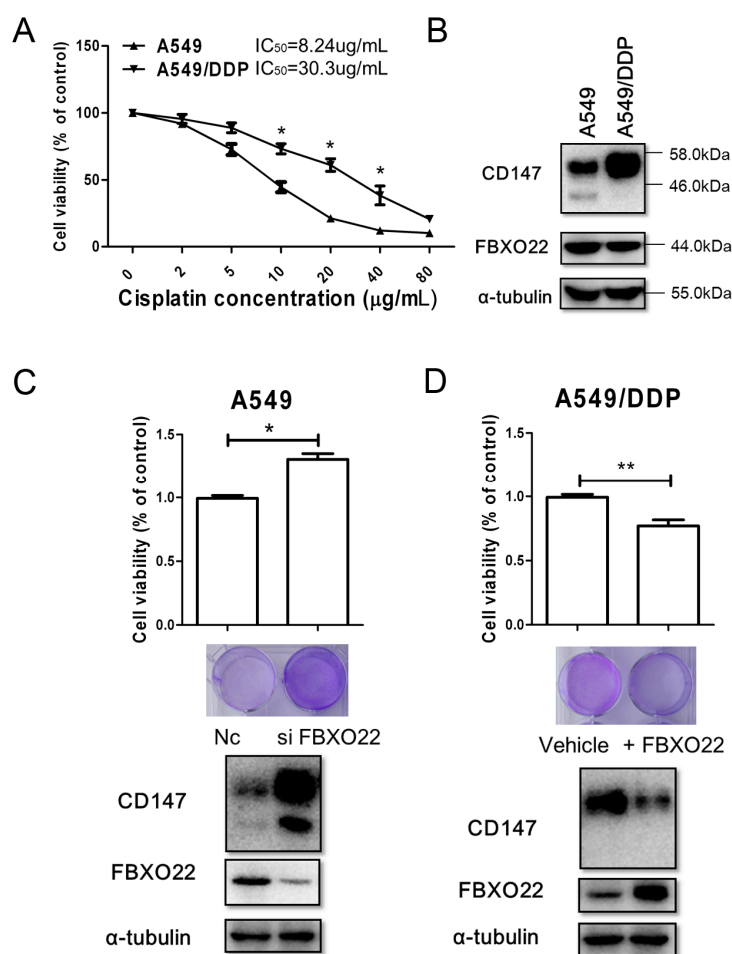 A
150
100
50
0
Cell viability (% of control)
A549 IC50=8.24ug/mL
A549/DDP IC50=30.3ug/mL
* * *
0 2 5 10 20 40 80
Cisplatin concentration (μg/mL)
B
A549 A549/DDP
CD147
58.0kDa
46.0kDa
FBXO22 44.0kDa
α-tubulin 55.0kDa
C
A549
Cell viability (% of control)
1.5
1.0
0.5
0.0
*
Nc si FBXO22
CD147
FBXO22
α-tubulin
D
A549/DDP
Cell viability (% of control)
1.5
1.0
0.5
0.0
**
Vehicle + FBXO22
CD147
FBXO22
α-tubulin